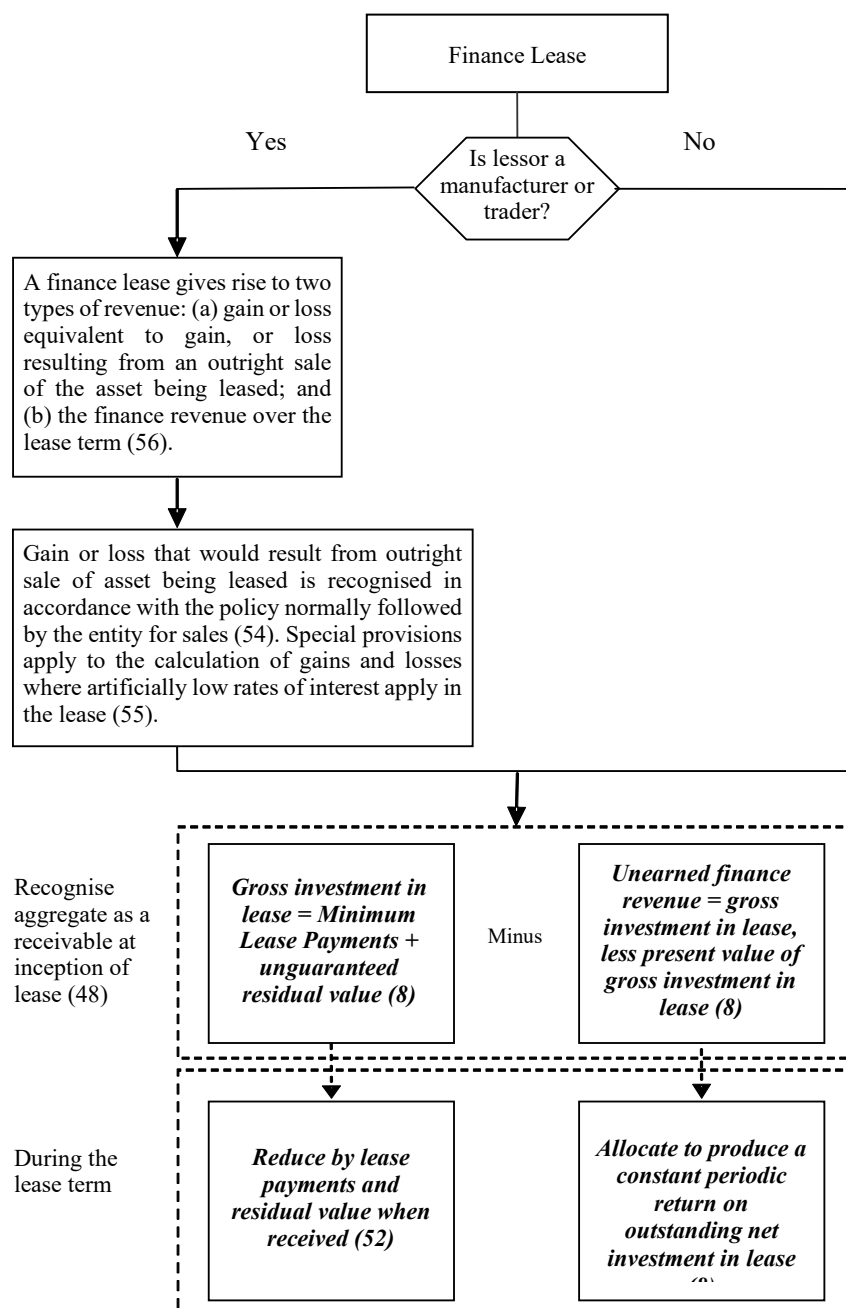 Finance Lease
Yes
No
Is lessor a
manufacturer or
trader?
A finance lease gives rise to two
types of revenue: (a) gain or loss
equivalent to gain, or loss
resulting from an outright sale
of the asset being leased; and
(b) the finance revenue over the
lease term (56).
Gain or loss that would result from outright
sale of asset being leased is recognised in
accordance with the policy normally followed
by the entity for sales (54). Special provisions
apply to the calculation of gains and losses
where artificially low rates of interest apply in
the lease (55).
Recognise
aggregate as a
receivable at
inception of
lease (48)
Gross investment in
lease = Minimum
Lease Payments +
unguaranteed
residual value (8)
Minus
Unearned finance
revenue = gross
investment in lease,
less present value of
gross investment in
lease (8)
During the
lease term
Reduce by lease
payments and
residual value when
received (52)
Allocate to produce a
constant periodic
return on
outstanding net
investment in lease